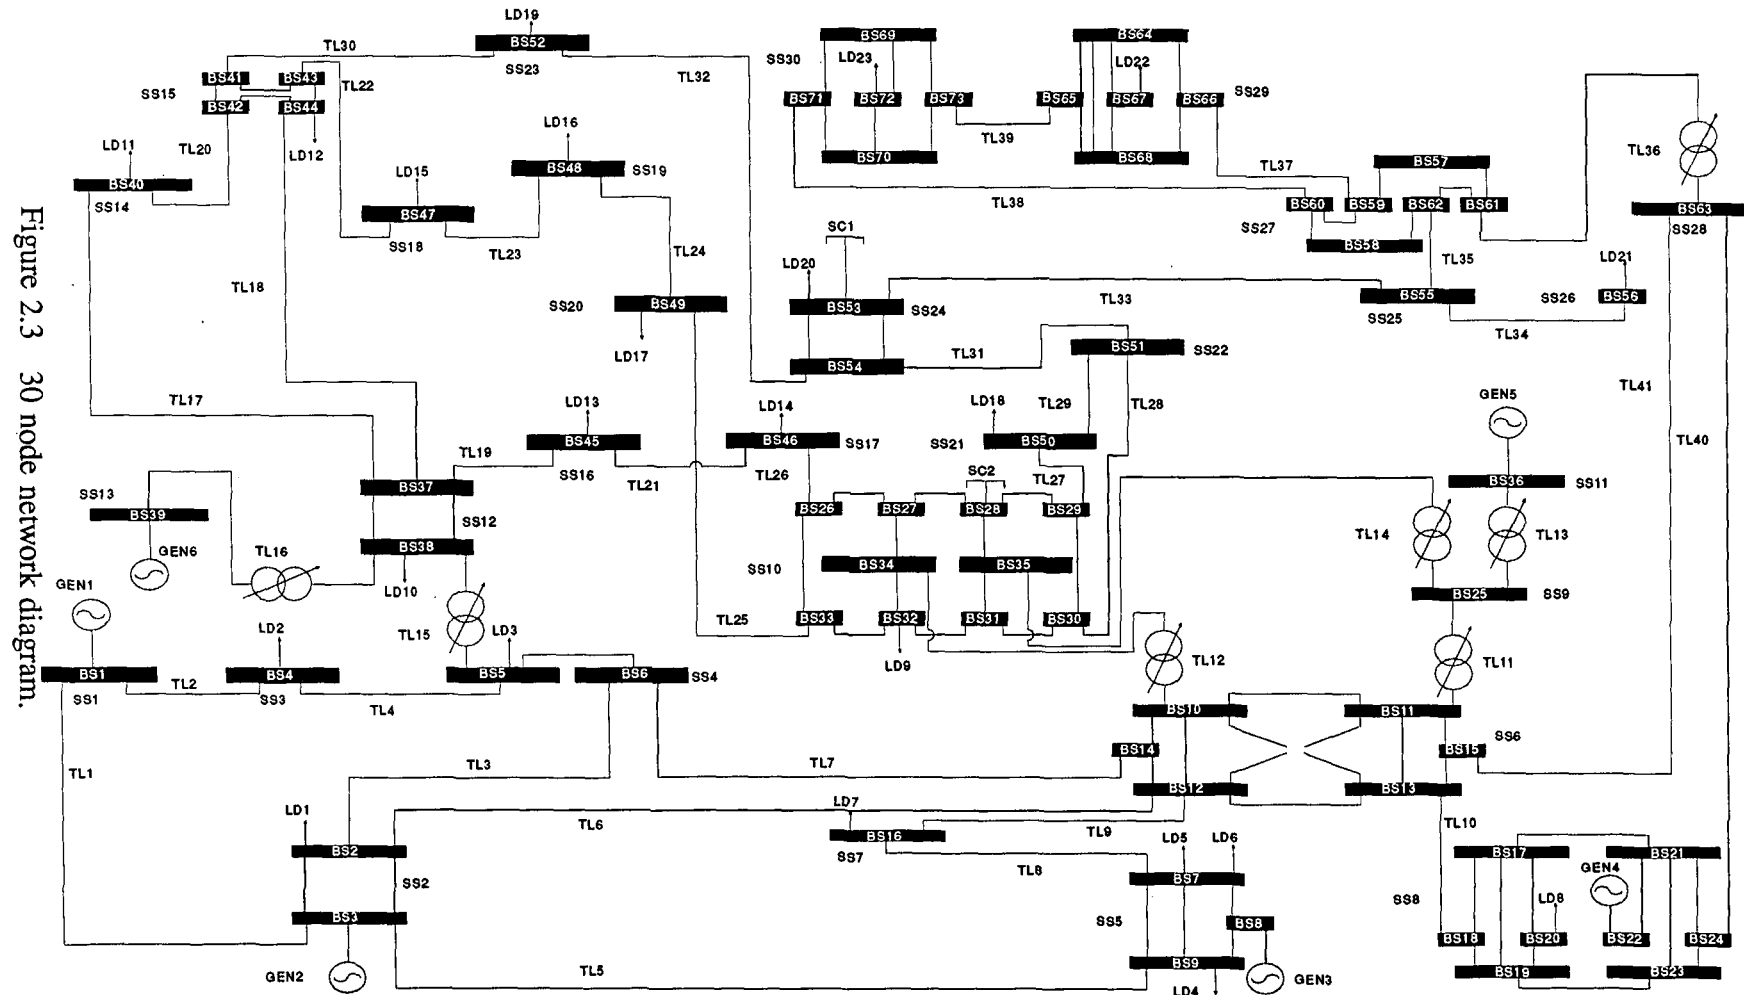 Figure 2.3 30 node network diagram.
LD19
BS52
SS23
TL30
TL32
BS41
BS43
TL22
SS15
BS42
BS44
LD12
LD11
TL20
BS40
SS14
LD16
BS48
SS19
LD15
BS47
SS18
TL23
TL24
BS69
SS30
LD23
BS71
BS72
BS73
BS70
TL39
BS64
LD22
BS65
BS67
BS66
SS29
BS68
TL36
TL37
BS57
TL38
BS60
BS59
BS62
BS61
SS27
BS58
TL35
BS63
SS28
LD21
SS26
BS56
BS55
SS25
TL34
TL33
SC1
LD20
BS53
SS24
BS54
TL31
BS51
SS22
TL18
SS20
BS49
LD17
TL17
TL41
TL40
LD13
BS45
SS16
TL19
TL21
LD14
BS46
SS17
TL26
LD18
TL29
TL28
SS21
BS50
TL27
GEN5
BS36
SS11
SS13
BS39
GEN6
TL16
BS37
SS12
BS38
LD10
SC2
BS26
BS27
BS28
BS29
SS10
BS34
BS35
BS33
BS32
BS31
BS30
LD9
TL25
TL14
TL13
BS25
SS9
TL12
TL11
GEN1
BS1
SS1
TL2
LD2
BS4
SS3
TL4
TL15
LD3
BS5
BS6
SS4
BS10
BS11
BS14
BS15
SS6
BS12
BS13
TL1
TL3
TL7
LD1
TL6
LD7
BS16
SS7
TL9
TL8
LD5
LD6
TL10
BS2
SS2
BS3
GEN2
TL5
BS7
SS5
BS8
BS9
LD4
GEN3
BS17
BS21
GEN4
SS8
LD8
BS18
BS20
BS22
BS24
BS19
BS23